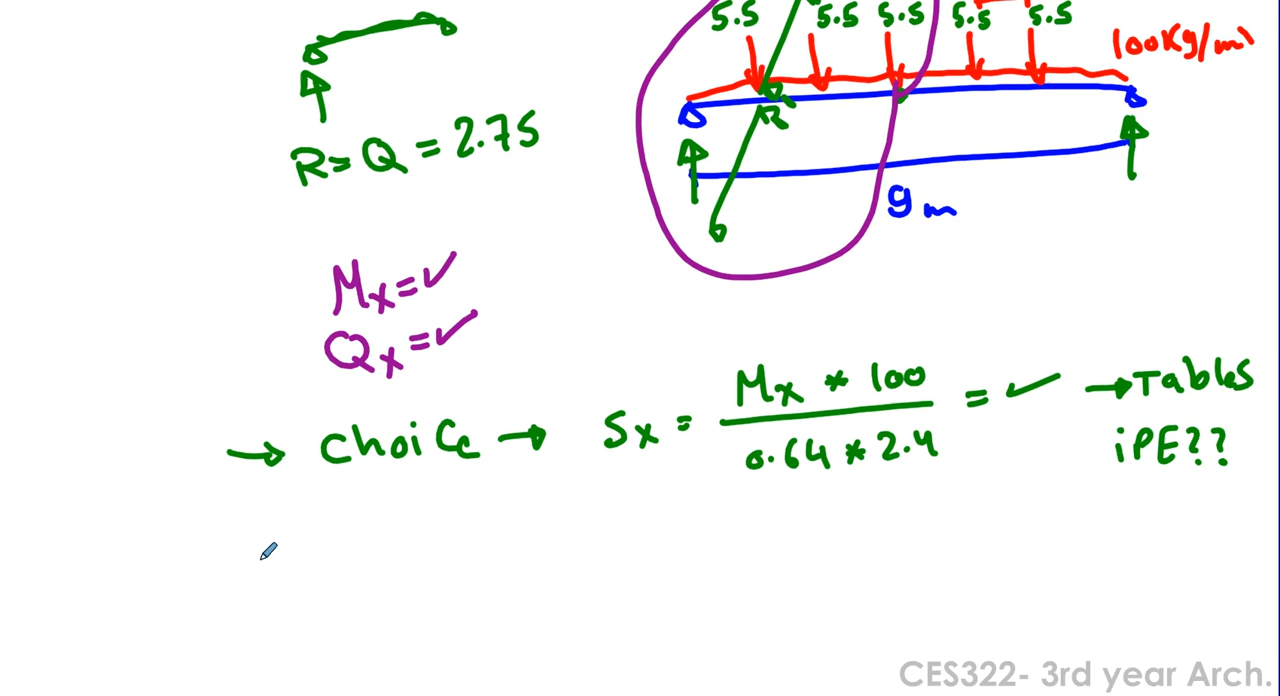 5.5 5.5 5.5 5.5 5.5
100Kg/m\
R = Q = 2.75
9 m
Mx = ✓
Qx = ✓
→ Choice → Sx = Mx * 100 / 0.64 * 2.4 = ✓ → Tables
iPE??
CES322- 3rd year Arch.